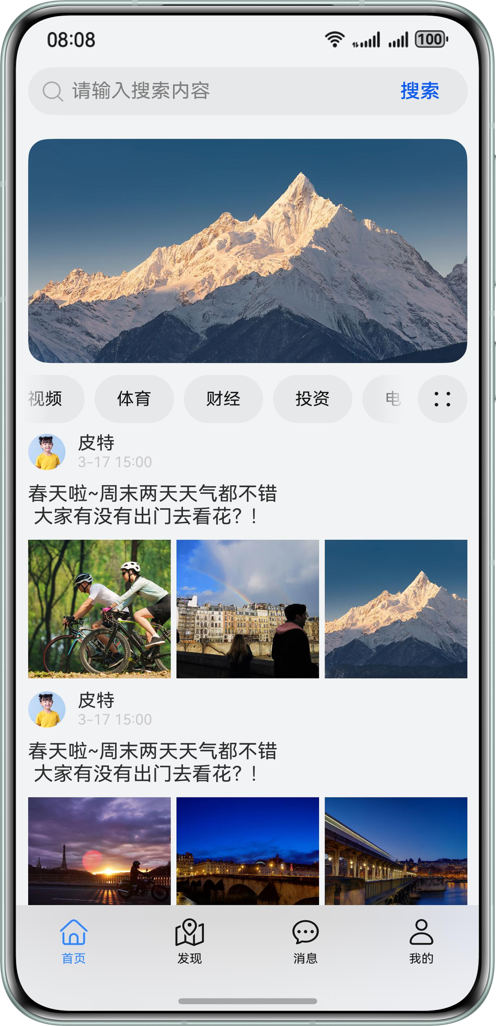 08:08
100
请输入搜索内容
搜索
视频
体育
财经
投资
电
皮特
3-17 15:00
春天啦~周末两天天气都不错
大家有没有出门去看花？！
皮特
3-17 15:00
春天啦~周末两天天气都不错
大家有没有出门去看花？！
首页
发现
消息
我的